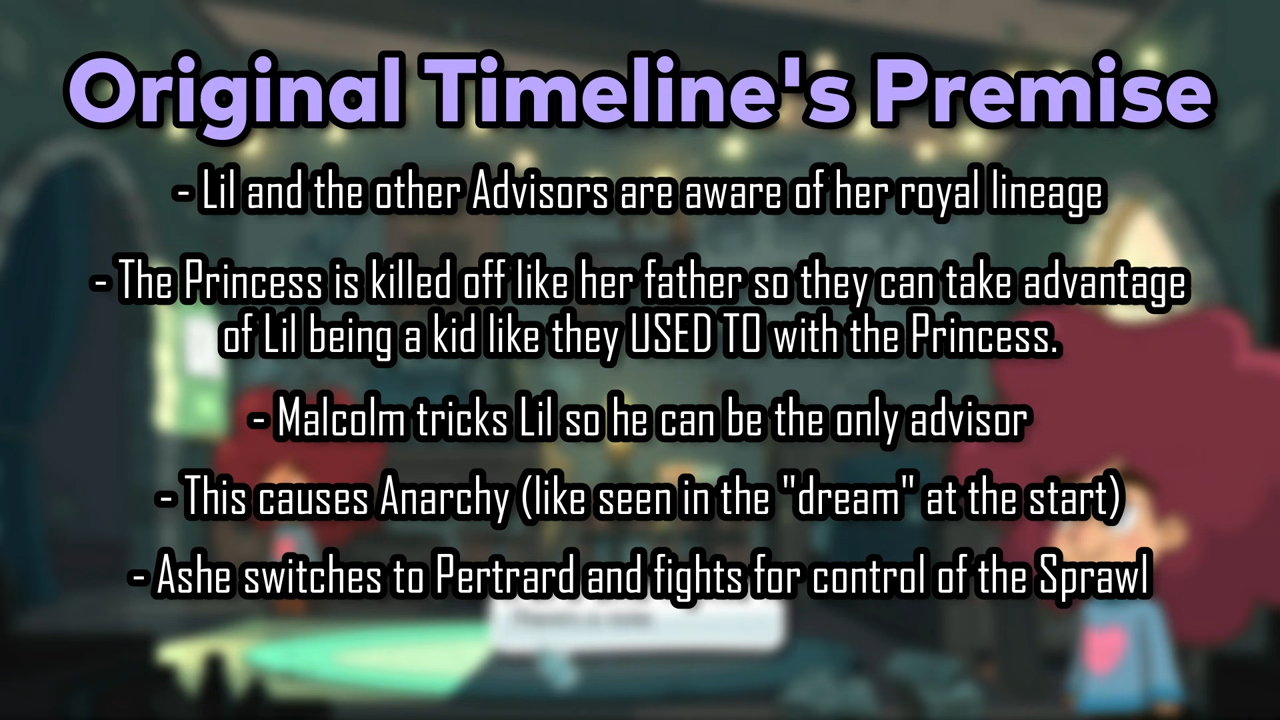 Original Timeline's Premise
- Lil and the other Advisors are aware of her royal lineage
- The Princess is killed off like her father so they can take advantage
of Lil being a kid like they USED TO with the Princess.
- Malcolm tricks Lil so he can be the only advisor
- This causes Anarchy (like seen in the "dream" at the start)
- Ashe switches to Pertrard and fights for control of the Sprawl